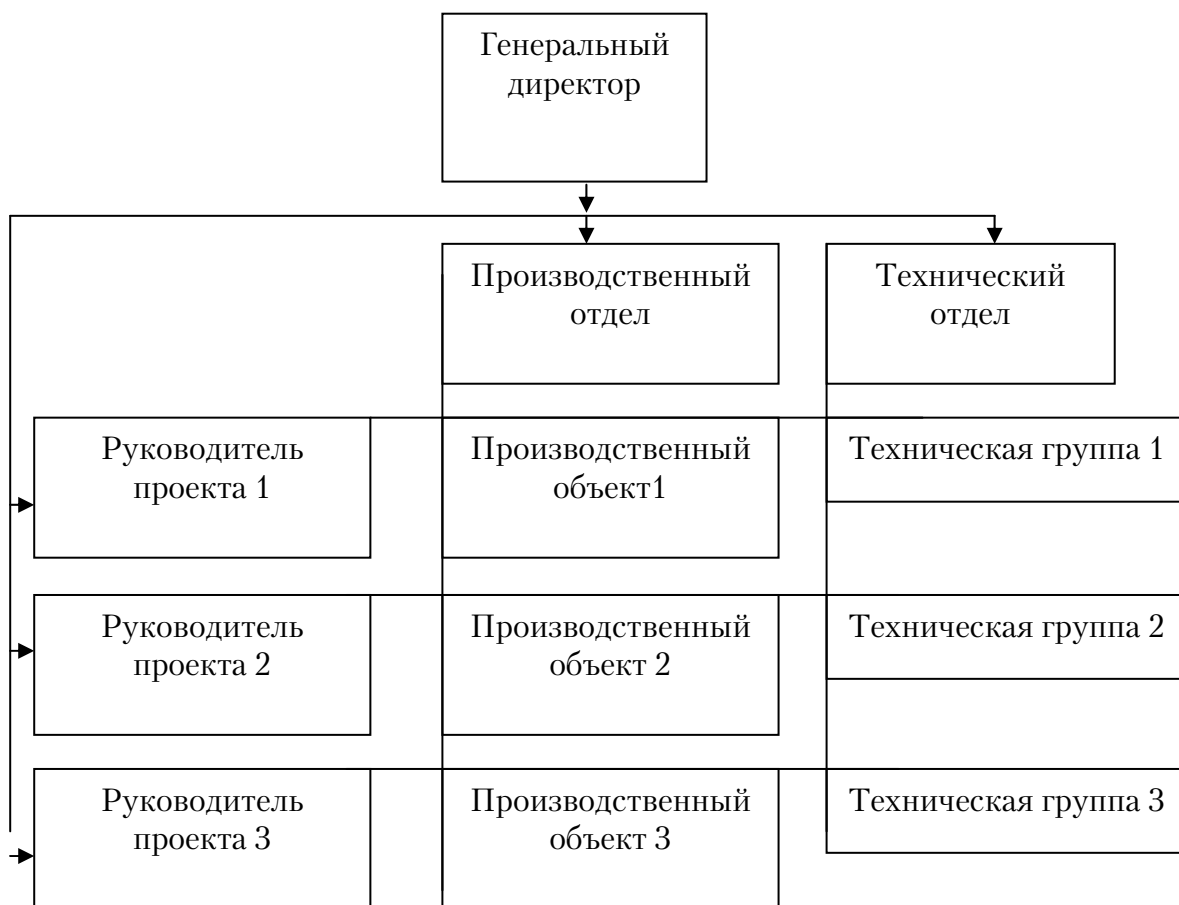 Генеральный
директор
Производственный
отдел
Технический
отдел
Руководитель
проекта 1
Производственный
объект1
Техническая группа 1
Руководитель
проекта 2
Производственный
объект 2
Техническая группа 2
Руководитель
проекта 3
Производственный
объект 3
Техническая группа 3